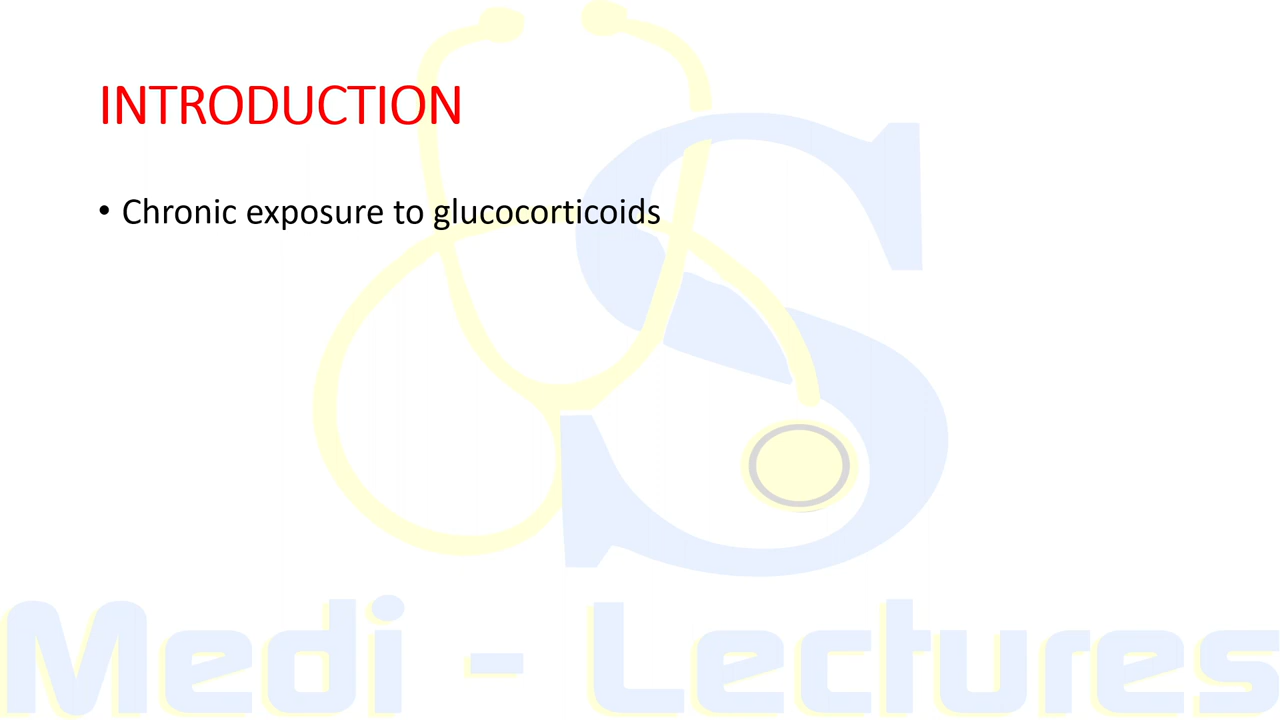 INTRODUCTION
• Chronic exposure to glucocorticoids
S
Medi - Lectures